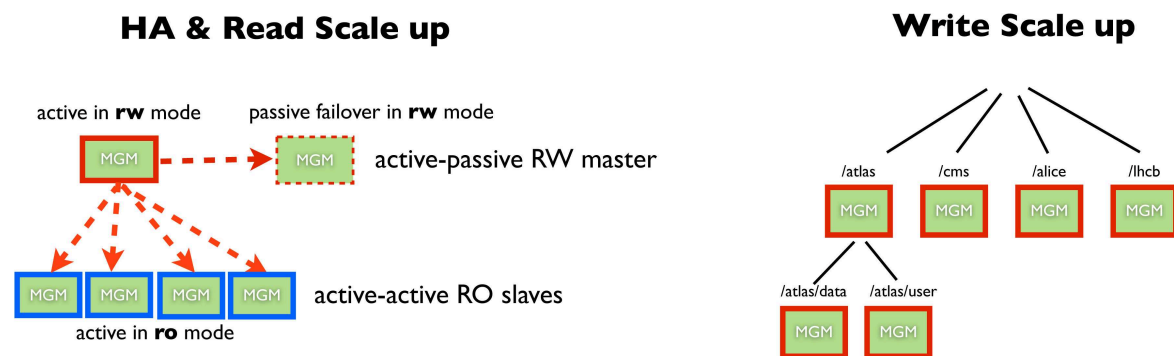 HA & Read Scale up
active in rw mode
passive failover in rw mode
MGM
MGM
active-passive RW master
MGM
MGM
MGM
MGM
active-active RO slaves
active in ro mode
Write Scale up
/atlas
/cms
/alice
/lhcb
MGM
MGM
MGM
MGM
/atlas/data
/atlas/user
MGM
MGM